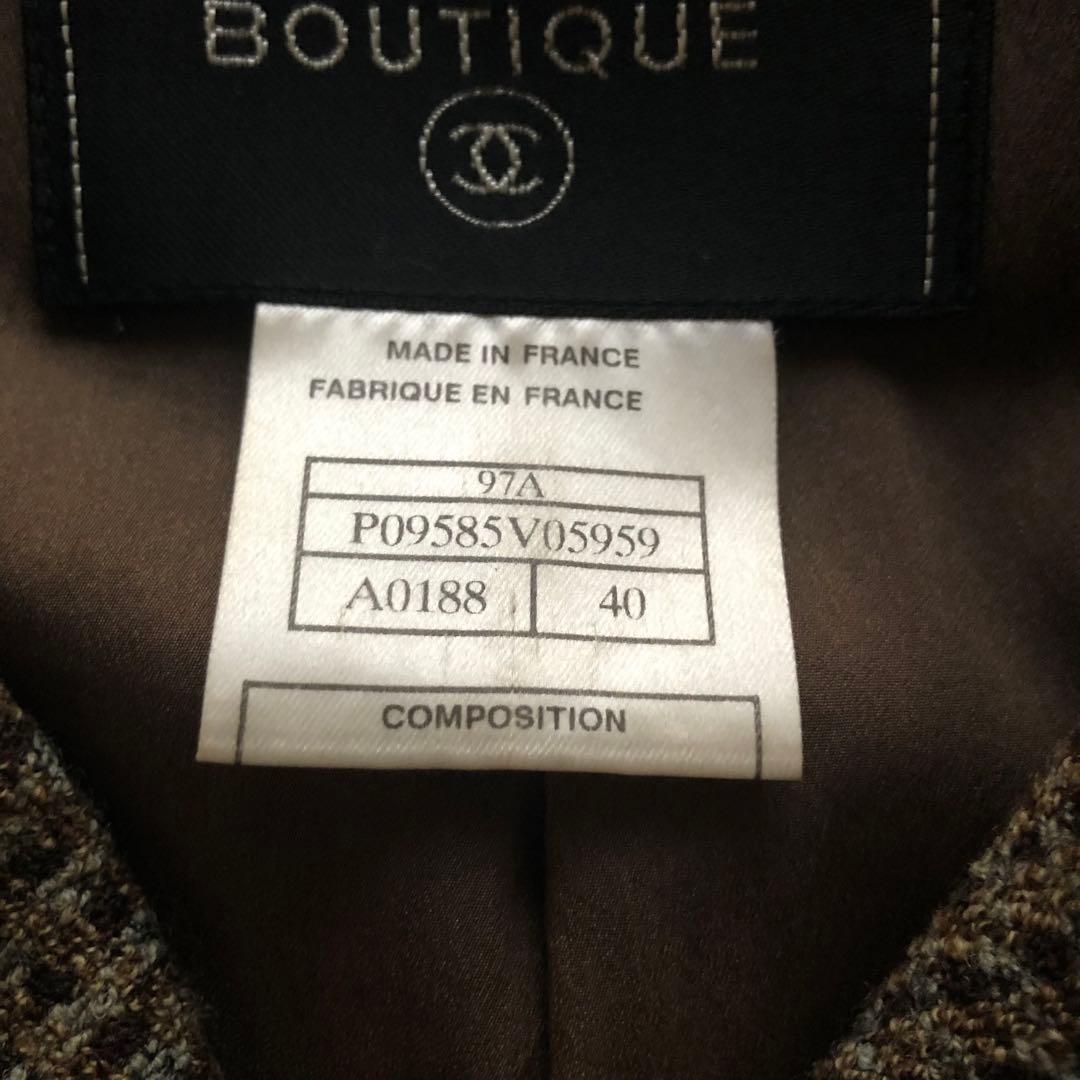 BOUTIQUE
MADE IN FRANCE
FABRIQUE EN FRANCE
97A
P09585V05959
A0188 40
COMPOSITION